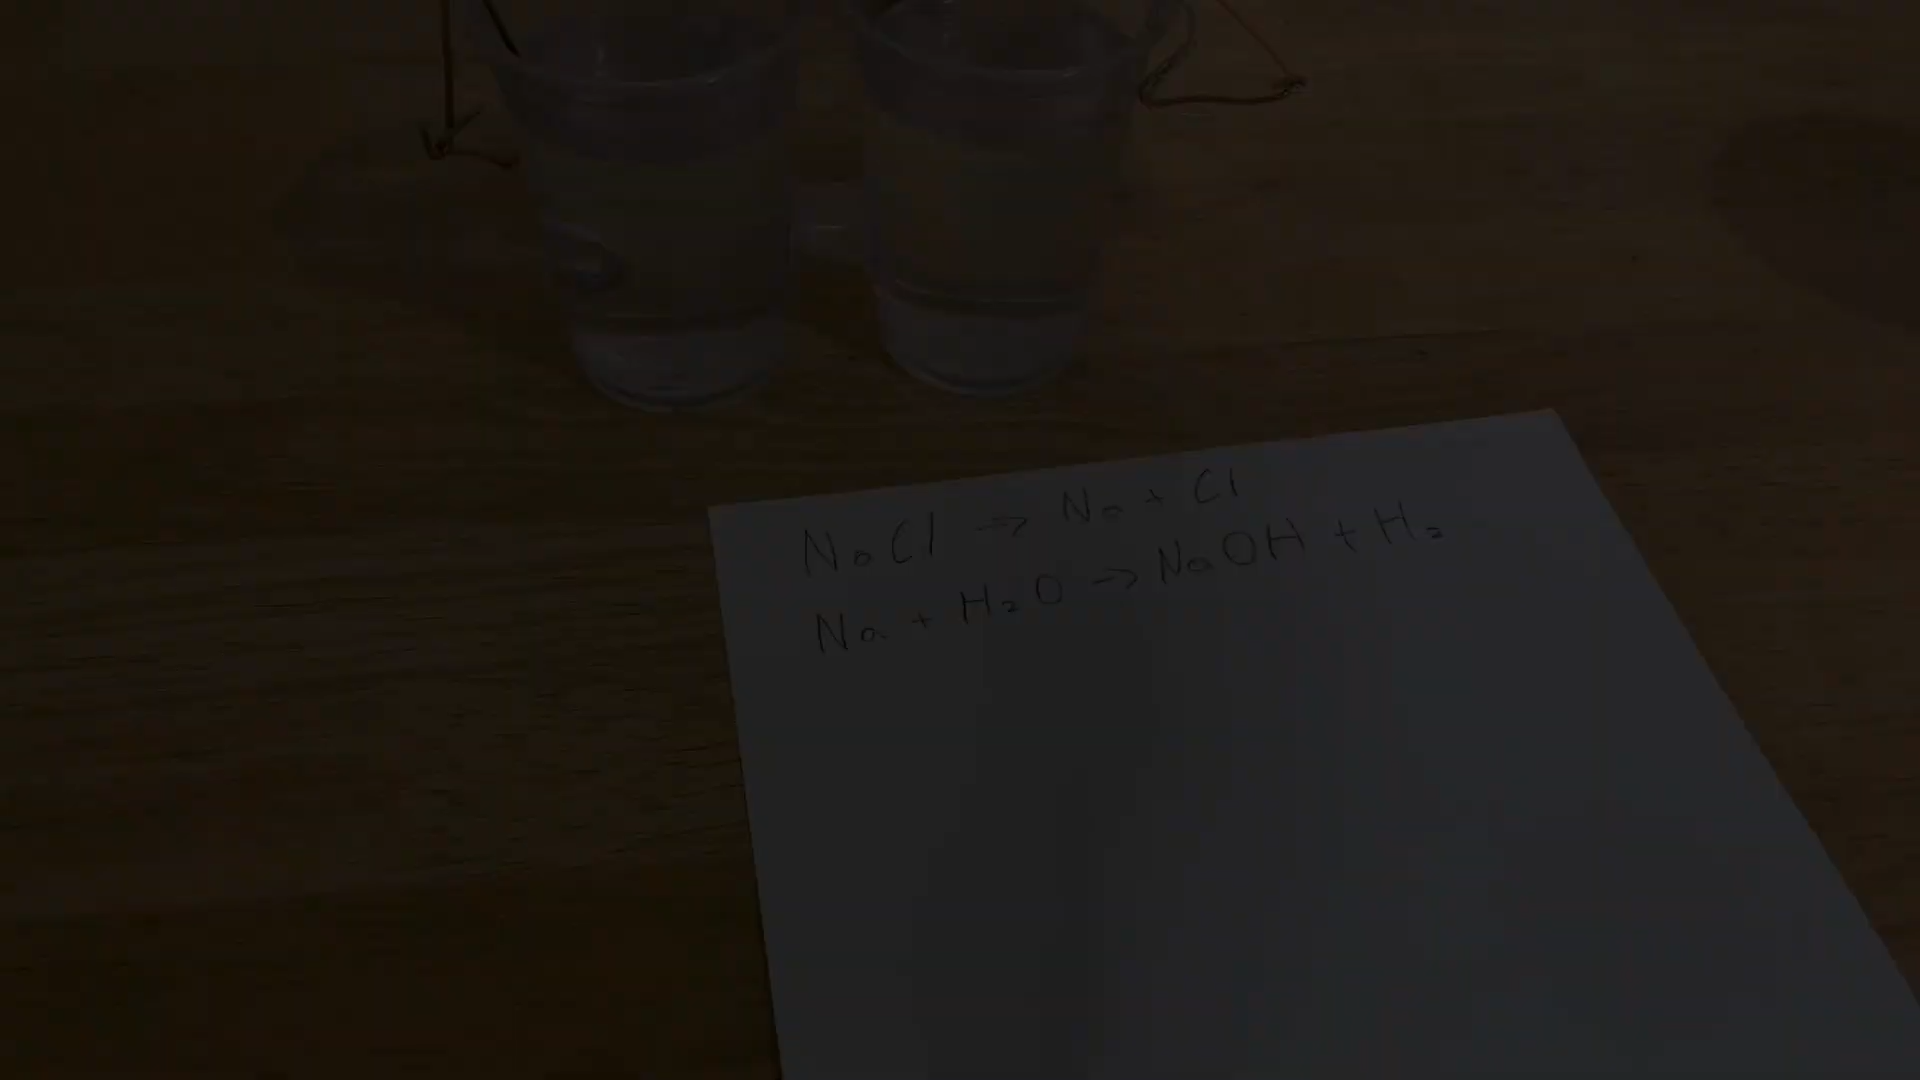 NaCl → Na + Cl
Na + H₂O → NaOH + H₂